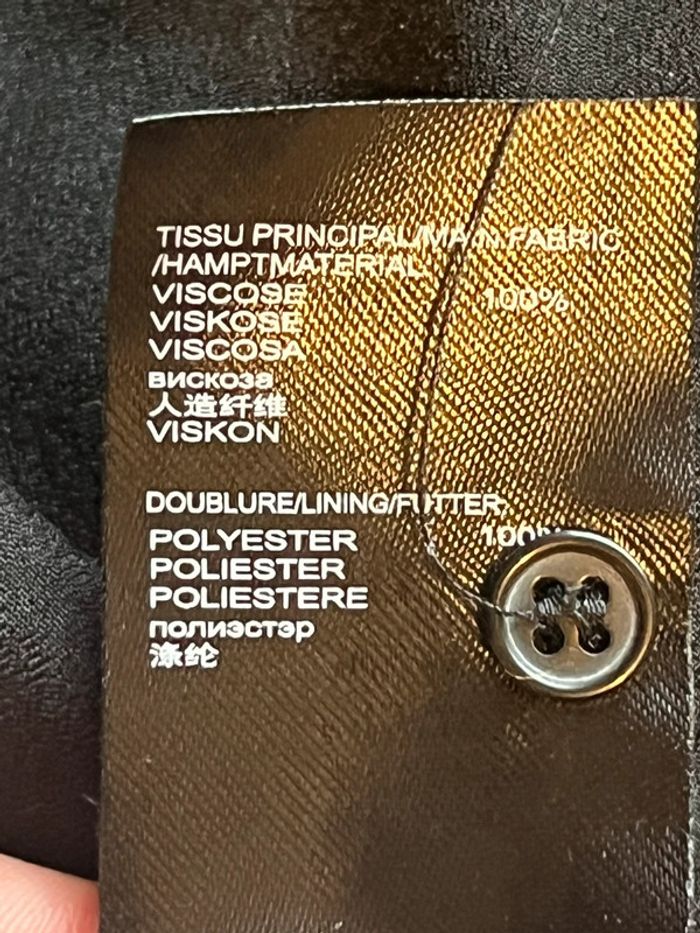 TISSU PRINCIPAL/MAIN FABRIC
/HAMPTMATERIAL
VISCOSE 100%
VISKOSE
VISCOSA
вискоза
人造纤维
VISKON
DOUBLURE/LINING/FUTTER:
POLYESTER 100%
POLIESTER
POLIESTERE
полиэстэр
涤纶